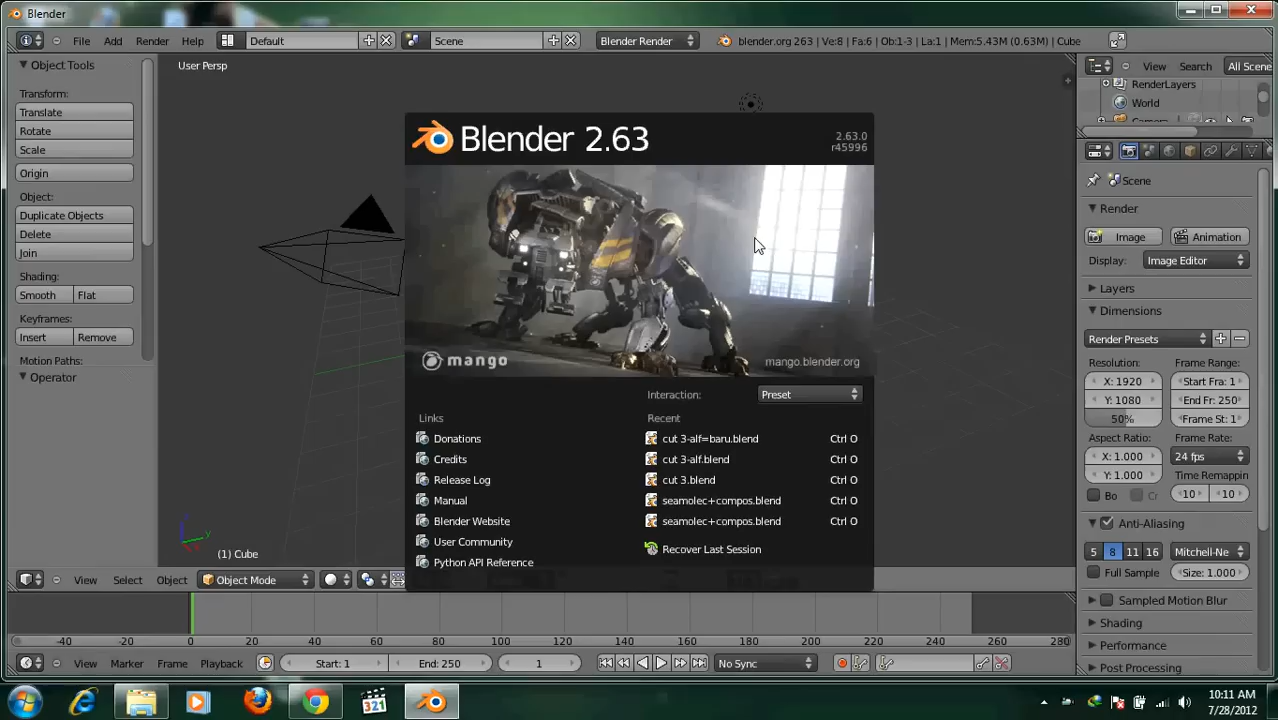 Blender
File Add Render Help Default Scene Blender Render blender.org 263 | Ve:8 | Fa:6 | Ob:1-3 | La:1 | Mem:5.43M (0.63M) | Cube
Object Tools
Transform:
Translate
Rotate
Scale
Origin
Object:
Duplicate Objects
Delete
Join
Shading:
Smooth Flat
Keyframes:
Insert Remove
Motion Paths:
Operator
User Persp
Blender 2.63
2.63.0
r45996
mango
mango.blender.org
Interaction: Preset
Links
Donations
Credits
Release Log
Manual
Blender Website
User Community
Python API Reference
Recent
cut 3-alf=baru.blend Ctrl O
cut 3-alf.blend Ctrl O
cut 3.blend Ctrl O
seamolec+compos.blend Ctrl O
seamolec+compos.blend Ctrl O
Recover Last Session
(1) Cube
View Select Object Object Mode
View Search All Scene
RenderLayers
World
Camera
Scene
Render
Image Animation
Display: Image Editor
Layers
Dimensions
Render Presets
Resolution: Frame Range:
X: 1920 Start Fra: 1
Y: 1080 End Fr: 250
50% Frame St: 1
Aspect Ratio: Frame Rate:
X: 1.000 24 fps
Y: 1.000 Time Remappin
Bo Cr 10 10
Anti-Aliasing
5 8 11 16 Mitchell-Ne
Full Sample Size: 1.000
Sampled Motion Blur
Shading
Performance
Post Processing
-40 -20 0 20 40 60 80 100 120 140 160 180 200 220 240 260 280
View Marker Frame Playback Start: 1 End: 250 1 No Sync
321
10:11 AM
7/28/2012